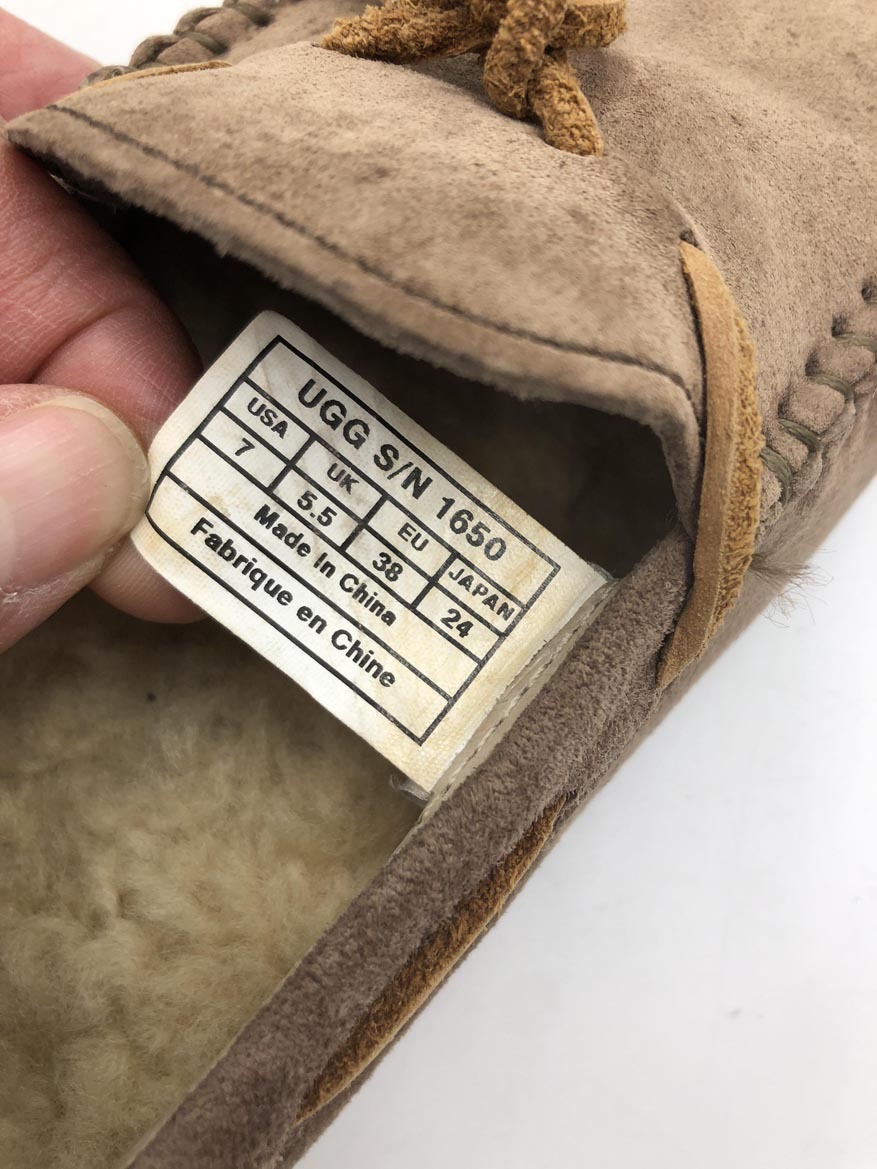 UGG S/N 1650
USA UK EU JAPAN
7 5.5 38 24
Made In China
Fabrique en Chine